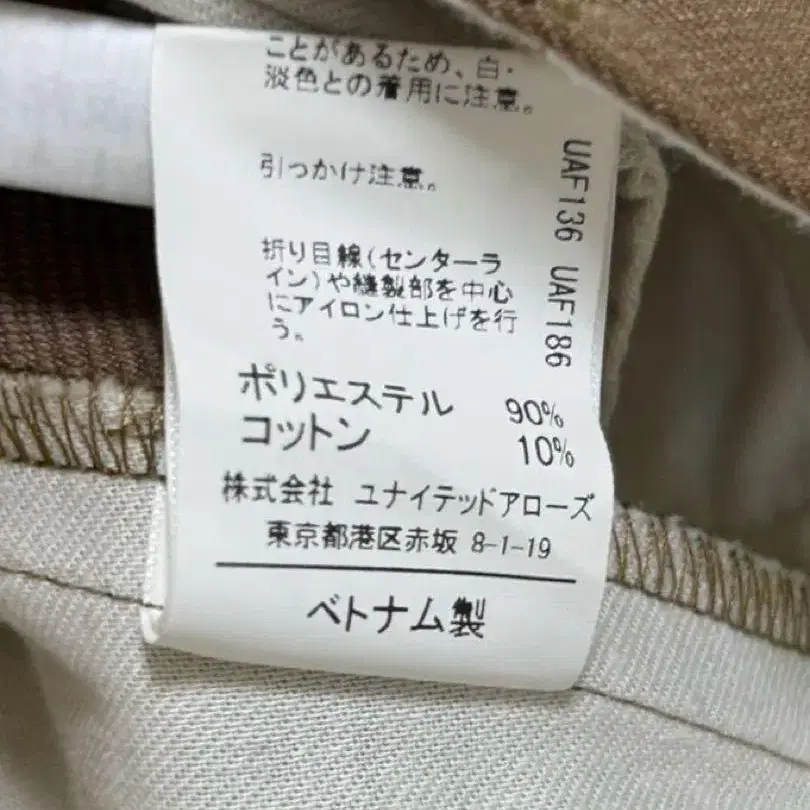 ことがあるため、白・
淡色との着用に注意。
引っかけ注意。
折り目線(センターラ
イン)や縫製部を中心
にアイロン仕上げを行
う。
ポリエステル 90%
コットン 10%
株式会社 ユナイテッドアローズ
東京都港区赤坂 8-1-19
ベトナム製
UAF136 UAF186